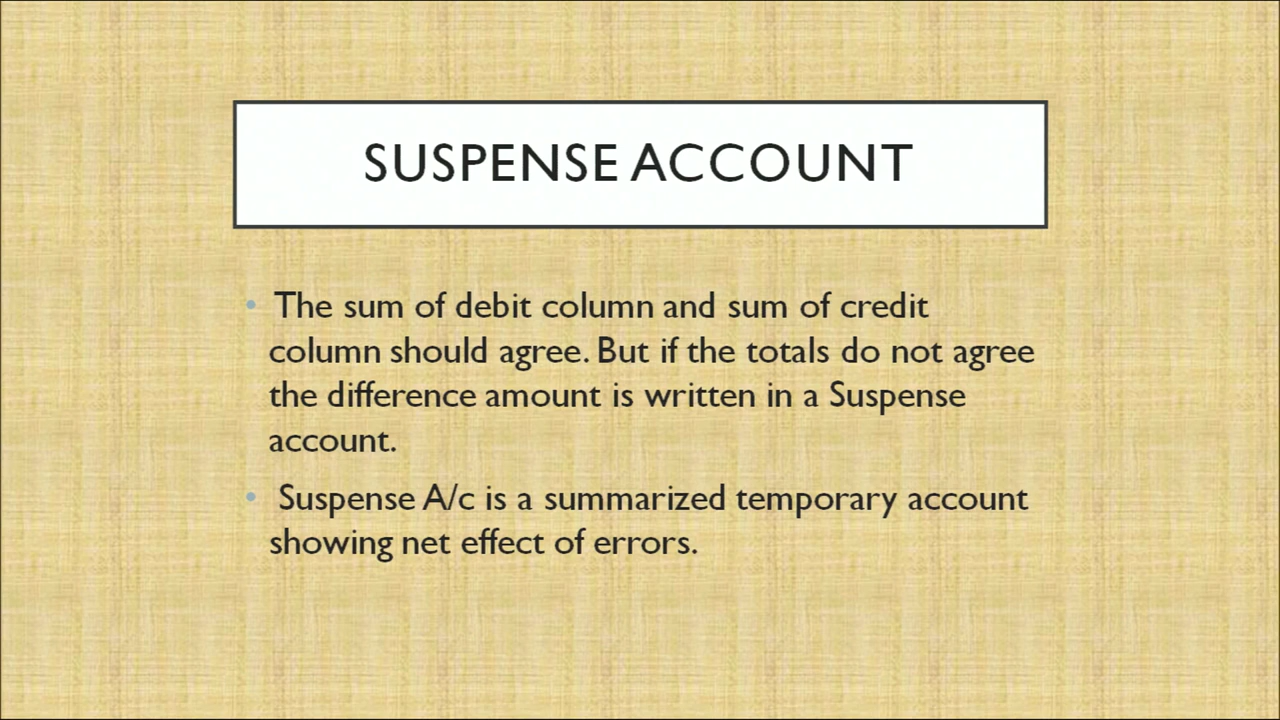 SUSPENSE ACCOUNT
• The sum of debit column and sum of credit
column should agree. But if the totals do not agree
the difference amount is written in a Suspense
account.
• Suspense A/c is a summarized temporary account
showing net effect of errors.